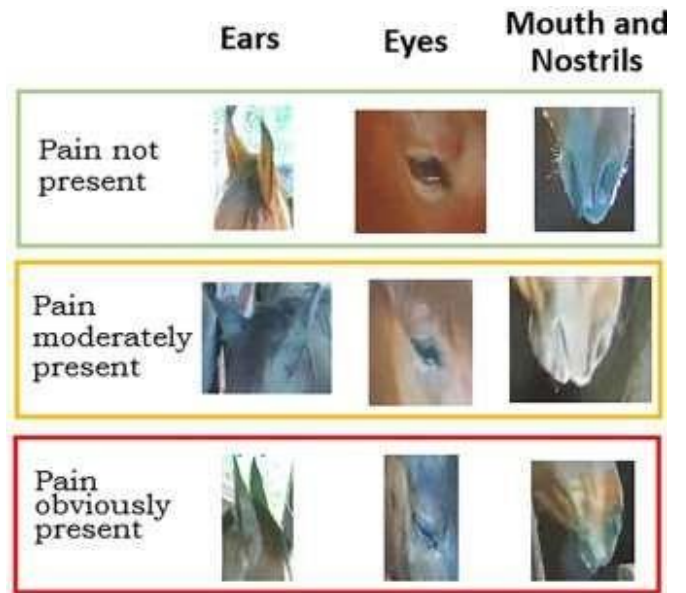 Ears
Eyes
Mouth and
Nostrils
Pain not
present
Pain
moderately
present
Pain
obviously
present